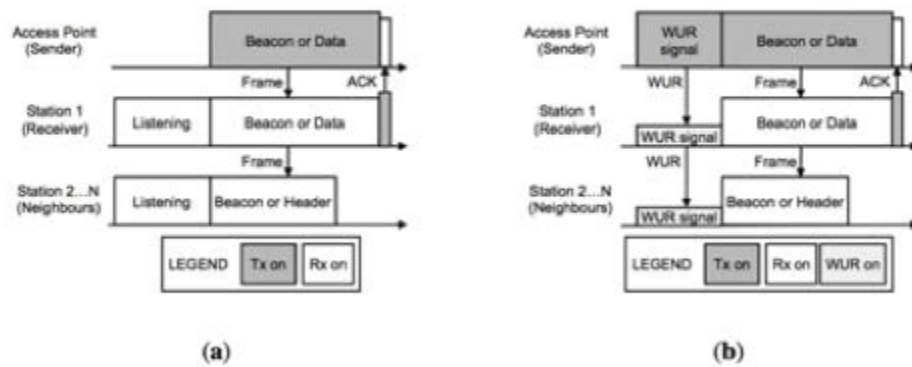 Access Point
(Sender)
Beacon or Data
Frame
ACK
Station 1
(Receiver)
Listening
Beacon or Data
Frame
Station 2...N
(Neighbours)
Listening
Beacon or Header
LEGEND
Tx on
Rx on
(a)
Access Point
(Sender)
WUR
signal
Beacon or Data
WUR
Frame
ACK
Station 1
(Receiver)
WUR signal
Beacon or Data
WUR
Frame
Station 2...N
(Neighbours)
WUR signal
Beacon or Header
LEGEND
Tx on
Rx on
WUR on
(b)